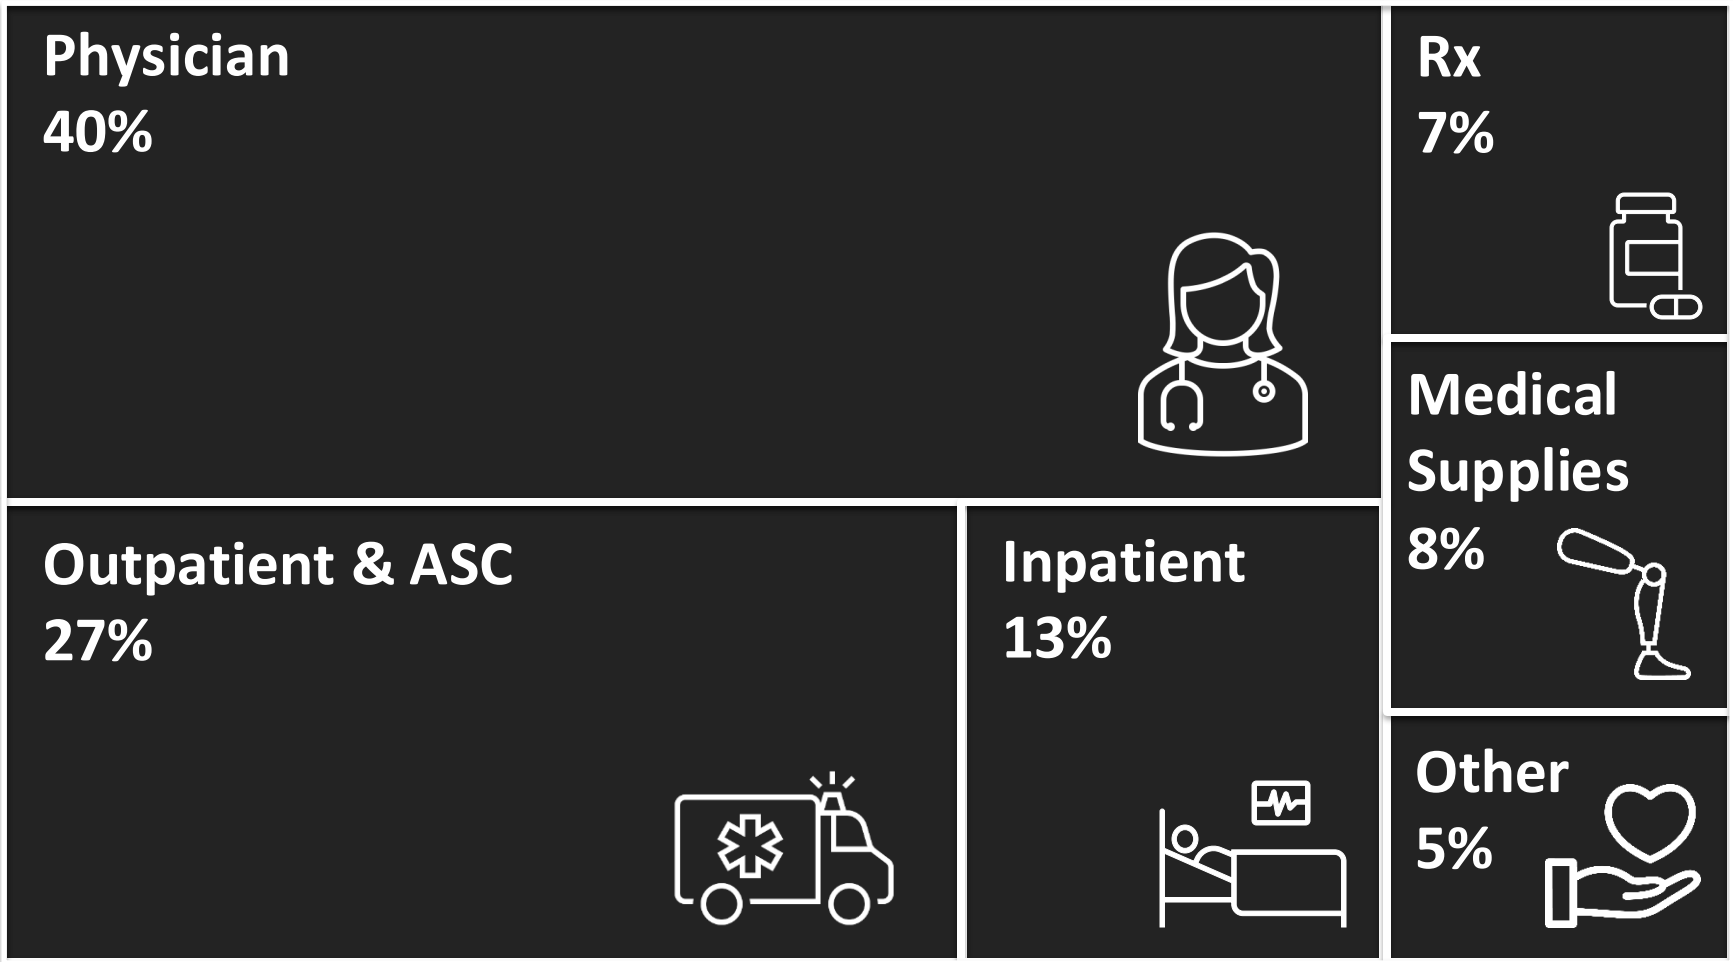 Physician
40%
Rx
7%
Medical
Supplies
8%
Outpatient & ASC
27%
Inpatient
13%
Other
5%